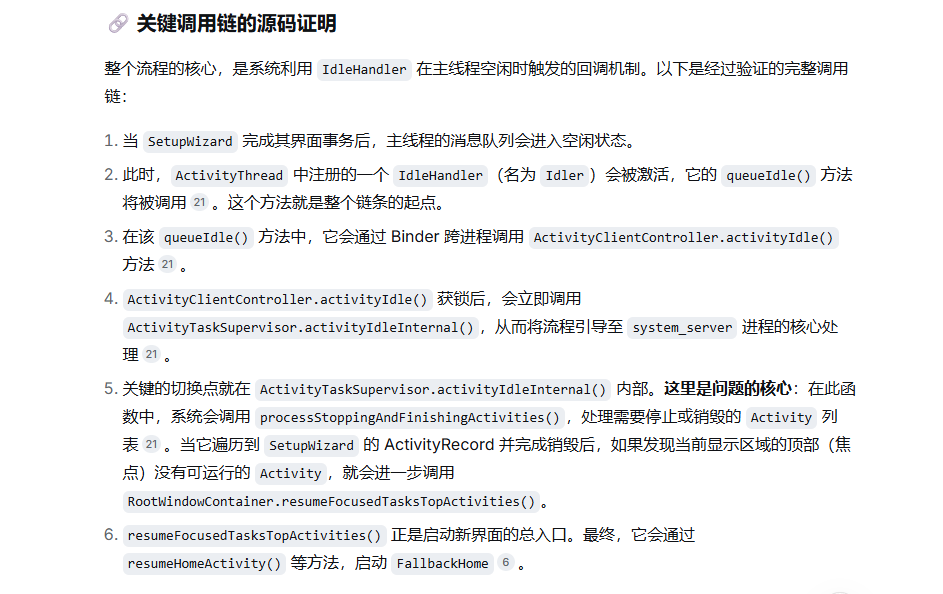 🔗 关键调用链的源码证明
整个流程的核心，是系统利用 IdleHandler 在主线程空闲时触发的回调机制。以下是经过验证的完整调用
链：
1. 当 SetupWizard 完成其界面事务后，主线程的消息队列会进入空闲状态。
2. 此时， ActivityThread 中注册的一个 IdleHandler （名为 Idler ）会被激活，它的 queueIdle() 方法
将被调用 21 。这个方法就是整个链条的起点。
3. 在该 queueIdle() 方法中，它会通过 Binder 跨进程调用 ActivityClientController.activityIdle()
方法 21 。
4. ActivityClientController.activityIdle() 获锁后，会立即调用
ActivityTaskSupervisor.activityIdleInternal() ，从而将流程引导至 system_server 进程的核心处
理 21 。
5. 关键的切换点就在 ActivityTaskSupervisor.activityIdleInternal() 内部。这里是问题的核心：在此函
数中，系统会调用 processStoppingAndFinishingActivities() ，处理需要停止或销毁的 Activity 列
表 21 。当它遍历到 SetupWizard 的 ActivityRecord 并完成销毁后，如果发现当前显示区域的顶部（焦
点）没有可运行的 Activity ，就会进一步调用
RootWindowContainer.resumeFocusedTasksTopActivities() 。
6. resumeFocusedTasksTopActivities() 正是启动新界面的总入口。最终，它会通过
resumeHomeActivity() 等方法，启动 FallbackHome 6 。